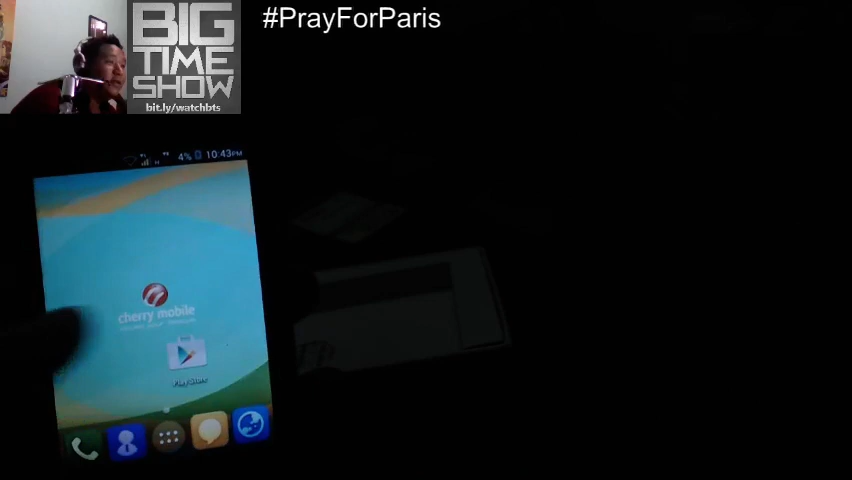 BIG
TIME
SHOW
bit.ly/watchbts
#PrayForParis
4% 10:43PM
cherry mobile
Play Store